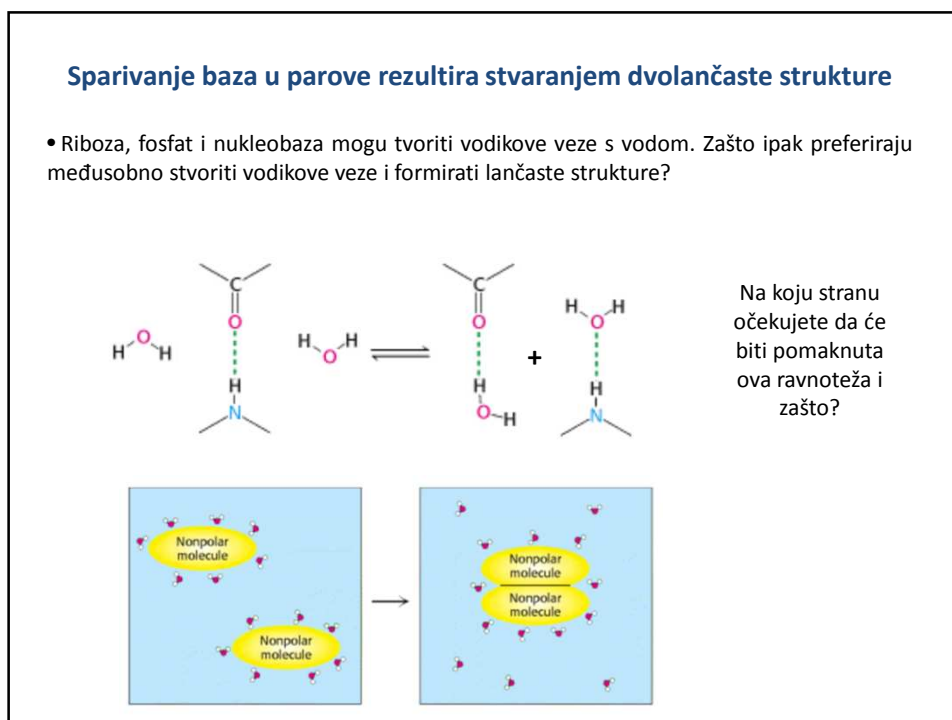 Sparivanje baza u parove rezultira stvaranjem dvolančaste strukture
• Riboza, fosfat i nukleobaza mogu tvoriti vodikove veze s vodom. Zašto ipak preferiraju
međusobno stvoriti vodikove veze i formirati lančaste strukture?
C
O
H
N
H O H
H O H
C
O
H
O H
+
H O H
H
N
Na koju stranu
očekujete da će
biti pomaknuta
ova ravnoteža i
zašto?
Nonpolar
molecule
Nonpolar
molecule
Nonpolar
molecule
Nonpolar
molecule